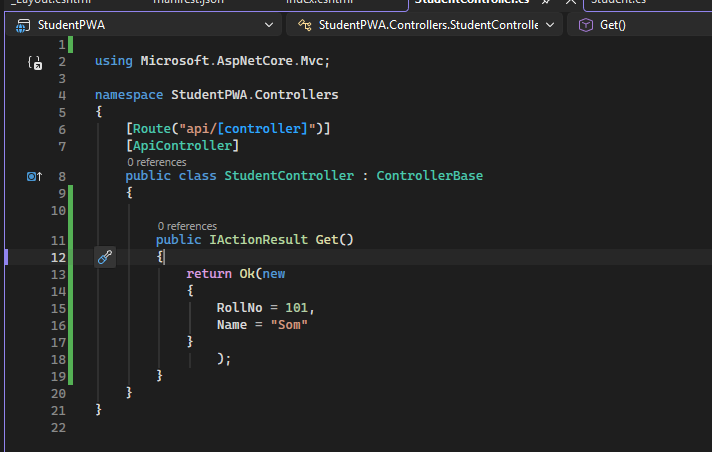 _Layout.cshtml manifest.json index.cshtml StudentController.cs Student.cs
StudentPWA StudentPWA.Controllers.StudentControlle Get()
1
2 using Microsoft.AspNetCore.Mvc;
3
4 namespace StudentPWA.Controllers
5 {
6 [Route("api/[controller]")]
7 [ApiController]
0 references
8 public class StudentController : ControllerBase
9 {
10
0 references
11 public IActionResult Get()
12 {
13 return Ok(new
14 {
15 RollNo = 101,
16 Name = "Som"
17 }
18 );
19 }
20 }
21 }
22